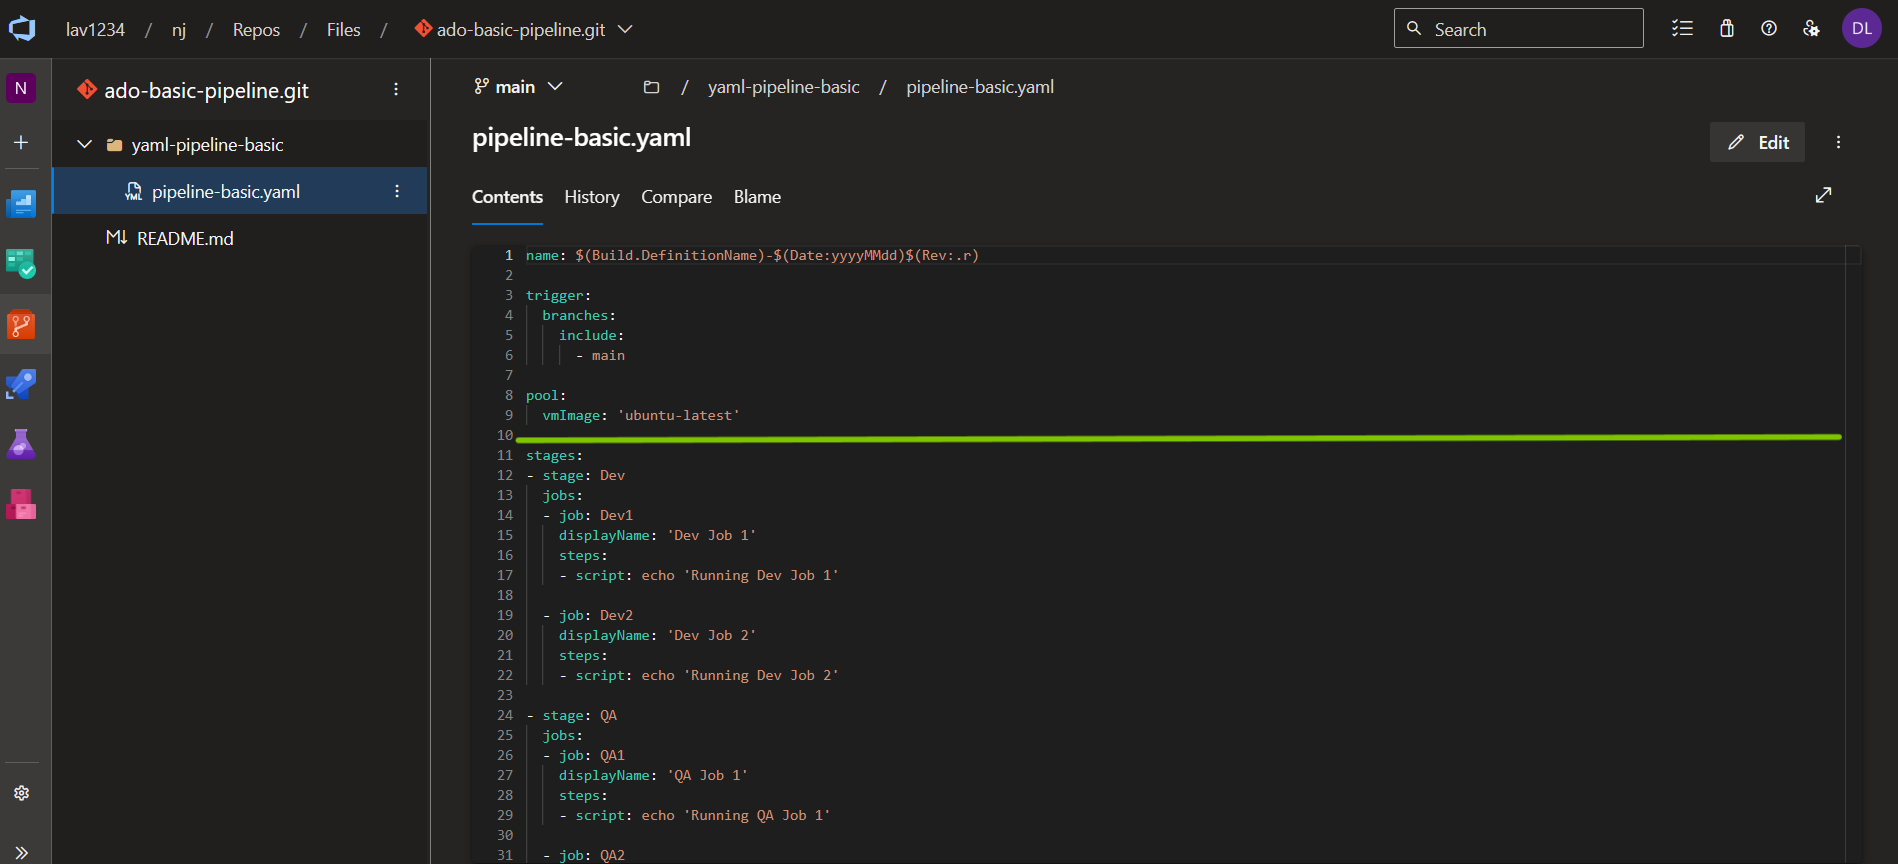 lav1234 / nj / Repos / Files / ado-basic-pipeline.git
Search
DL
N
ado-basic-pipeline.git
yaml-pipeline-basic
YML pipeline-basic.yaml
M↓ README.md
main
/ yaml-pipeline-basic / pipeline-basic.yaml
pipeline-basic.yaml
Edit
Contents History Compare Blame
1 name: $(Build.DefinitionName)-$(Date:yyyyMMdd)$(Rev:.r)
2
3 trigger:
4 branches:
5 include:
6 - main
7
8 pool:
9 vmImage: 'ubuntu-latest'
10
11 stages:
12 - stage: Dev
13 jobs:
14 - job: Dev1
15 displayName: 'Dev Job 1'
16 steps:
17 - script: echo 'Running Dev Job 1'
18
19 - job: Dev2
20 displayName: 'Dev Job 2'
21 steps:
22 - script: echo 'Running Dev Job 2'
23
24 - stage: QA
25 jobs:
26 - job: QA1
27 displayName: 'QA Job 1'
28 steps:
29 - script: echo 'Running QA Job 1'
30
31 - job: QA2